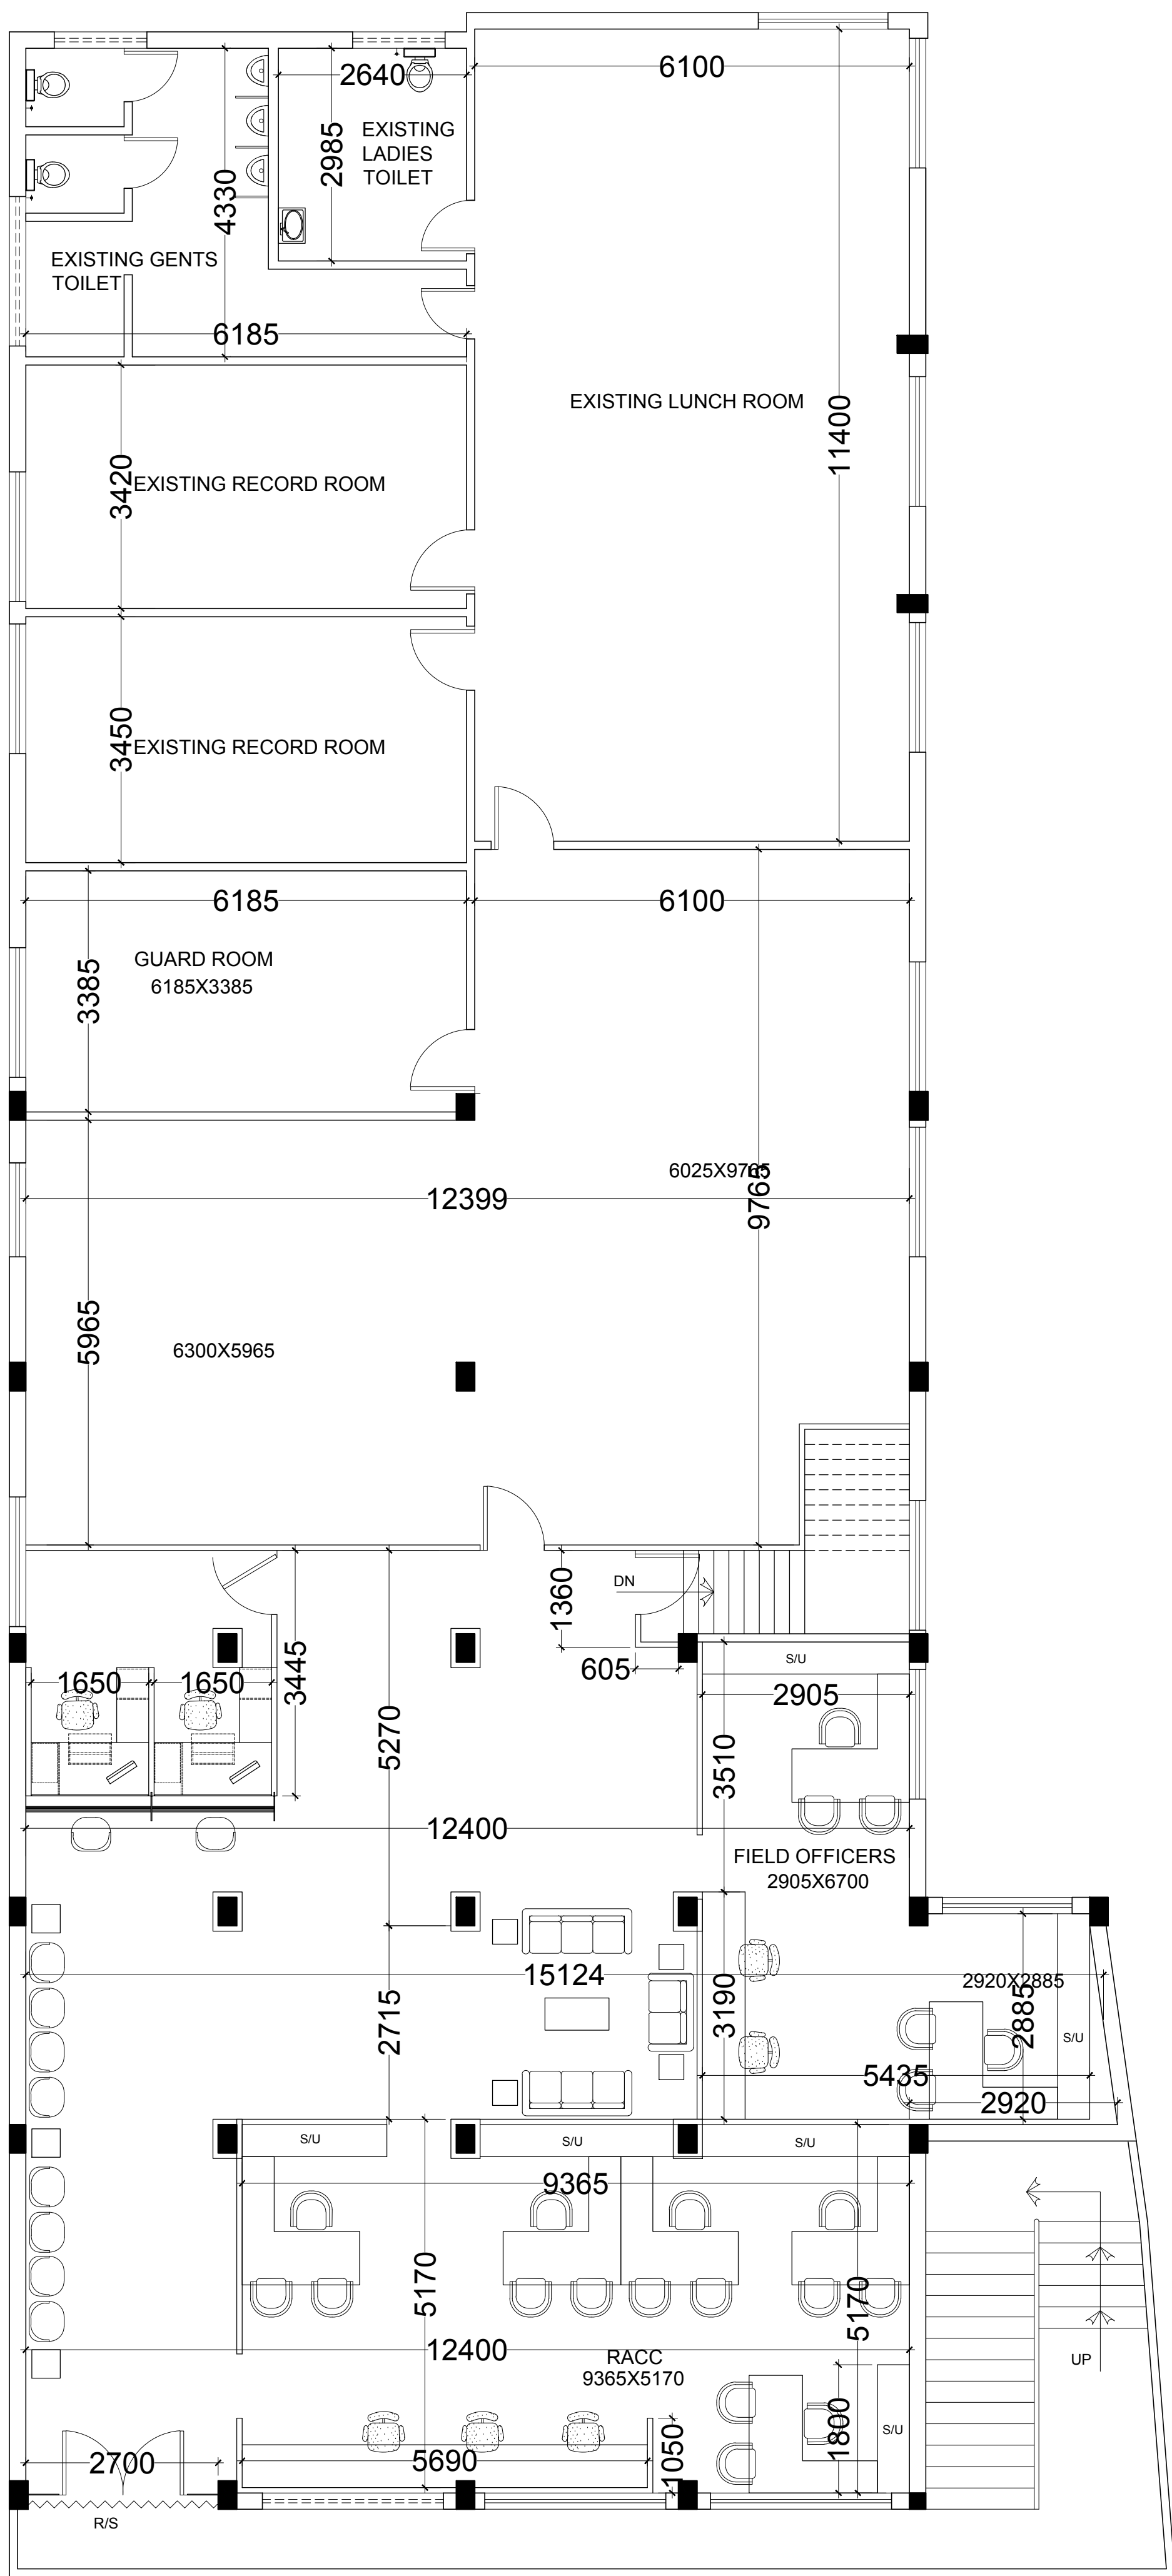 6100
2640
EXISTING
LADIES
TOILET
2985
4330
EXISTING GENTS
TOILET
6185
EXISTING LUNCH ROOM
11400
3420
EXISTING RECORD ROOM
3450
EXISTING RECORD ROOM
6185
6100
GUARD ROOM
6185X3385
3385
6025X9765
9765
12399
5965
6300X5965
1360
DN
605
S/U
1650
1650
3445
2905
5270
3510
12400
FIELD OFFICERS
2905X6700
15124
2920X2885
2885
3190
2715
S/U
5435
2920
S/U
S/U
S/U
9365
5170
5170
12400
RACC
9365X5170
UP
1800
S/U
1050
5690
2700
R/S